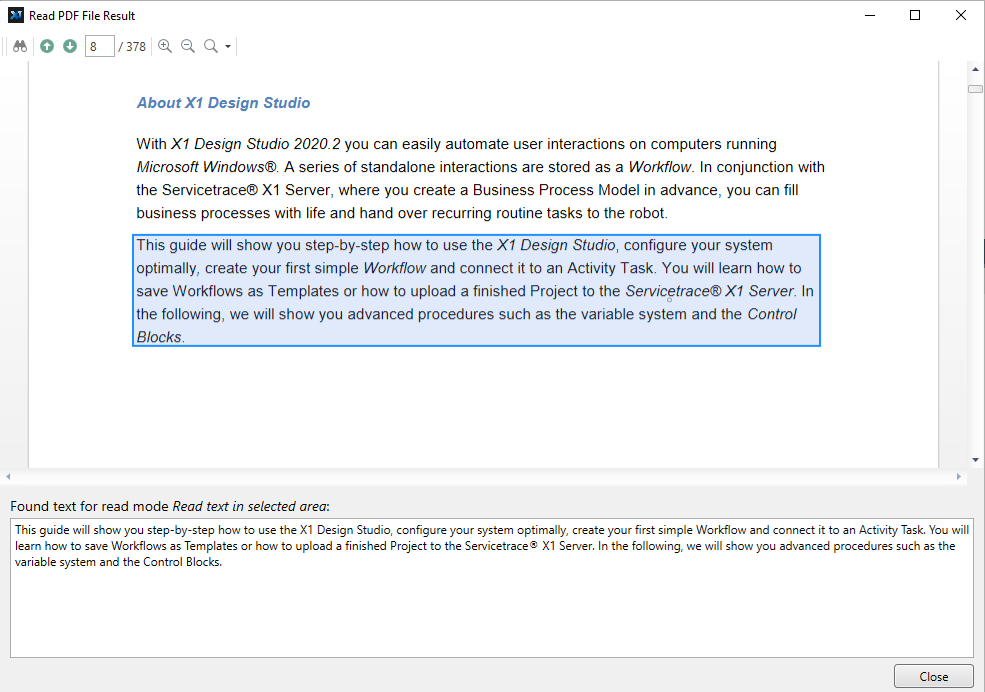 Read PDF File Result
8 / 378
About X1 Design Studio
With X1 Design Studio 2020.2 you can easily automate user interactions on computers running
Microsoft Windows®. A series of standalone interactions are stored as a Workflow. In conjunction with
the Servicetrace® X1 Server, where you create a Business Process Model in advance, you can fill
business processes with life and hand over recurring routine tasks to the robot.
This guide will show you step-by-step how to use the X1 Design Studio, configure your system
optimally, create your first simple Workflow and connect it to an Activity Task. You will learn how to
save Workflows as Templates or how to upload a finished Project to the Servicetrace® X1 Server. In
the following, we will show you advanced procedures such as the variable system and the Control
Blocks.
Found text for read mode Read text in selected area:
This guide will show you step-by-step how to use the X1 Design Studio, configure your system optimally, create your first simple Workflow and connect it to an Activity Task. You will
learn how to save Workflows as Templates or how to upload a finished Project to the Servicetrace® X1 Server. In the following, we will show you advanced procedures such as the
variable system and the Control Blocks.
Close